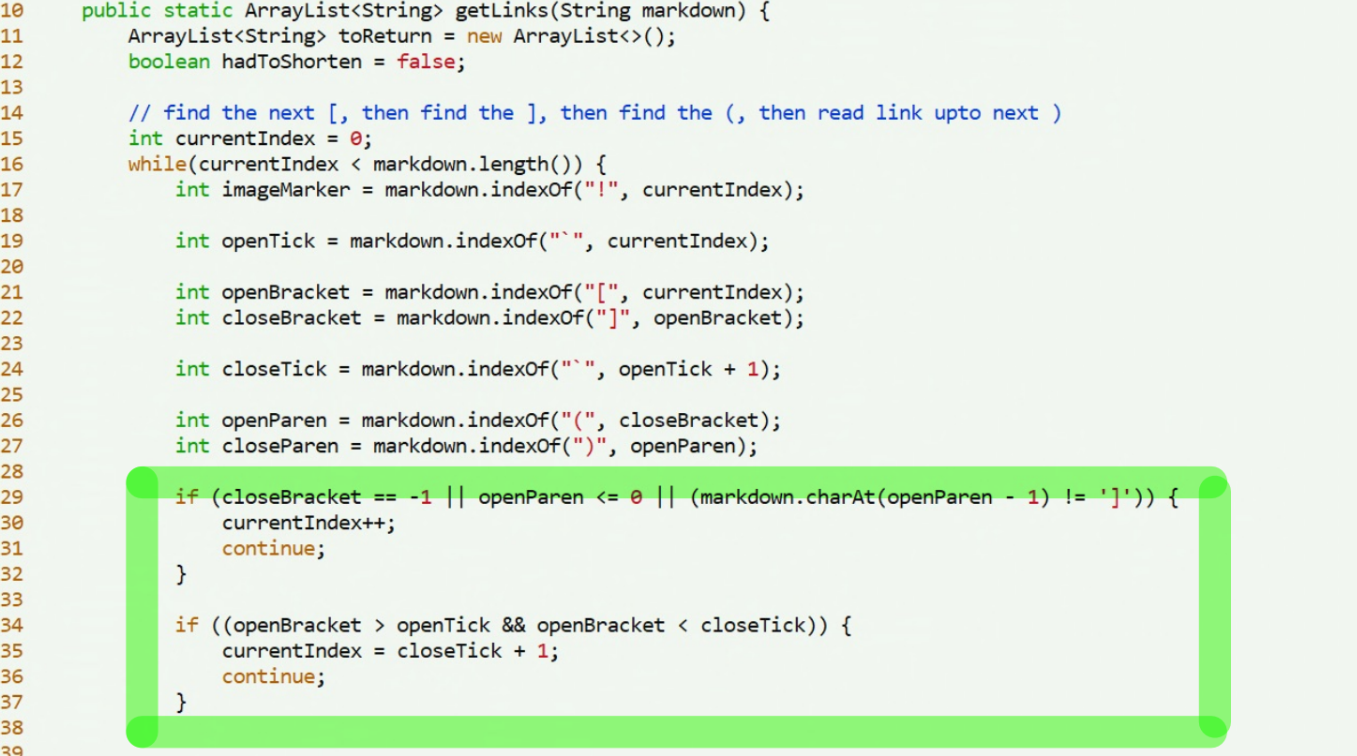 10 public static ArrayList<String> getLinks(String markdown) {
11 ArrayList<String> toReturn = new ArrayList<>();
12 boolean hadToShorten = false;
13
14 // find the next [, then find the ], then find the (, then read link upto next )
15 int currentIndex = 0;
16 while(currentIndex < markdown.length()) {
17 int imageMarker = markdown.indexOf("!", currentIndex);
18
19 int openTick = markdown.indexOf("`", currentIndex);
20
21 int openBracket = markdown.indexOf("[", currentIndex);
22 int closeBracket = markdown.indexOf("]", openBracket);
23
24 int closeTick = markdown.indexOf("`", openTick + 1);
25
26 int openParen = markdown.indexOf("(", closeBracket);
27 int closeParen = markdown.indexOf(")", openParen);
28
29 if (closeBracket == -1 || openParen <= 0 || (markdown.charAt(openParen - 1) != ']')) {
30 currentIndex++;
31 continue;
32 }
33
34 if ((openBracket > openTick && openBracket < closeTick)) {
35 currentIndex = closeTick + 1;
36 continue;
37 }
38
39